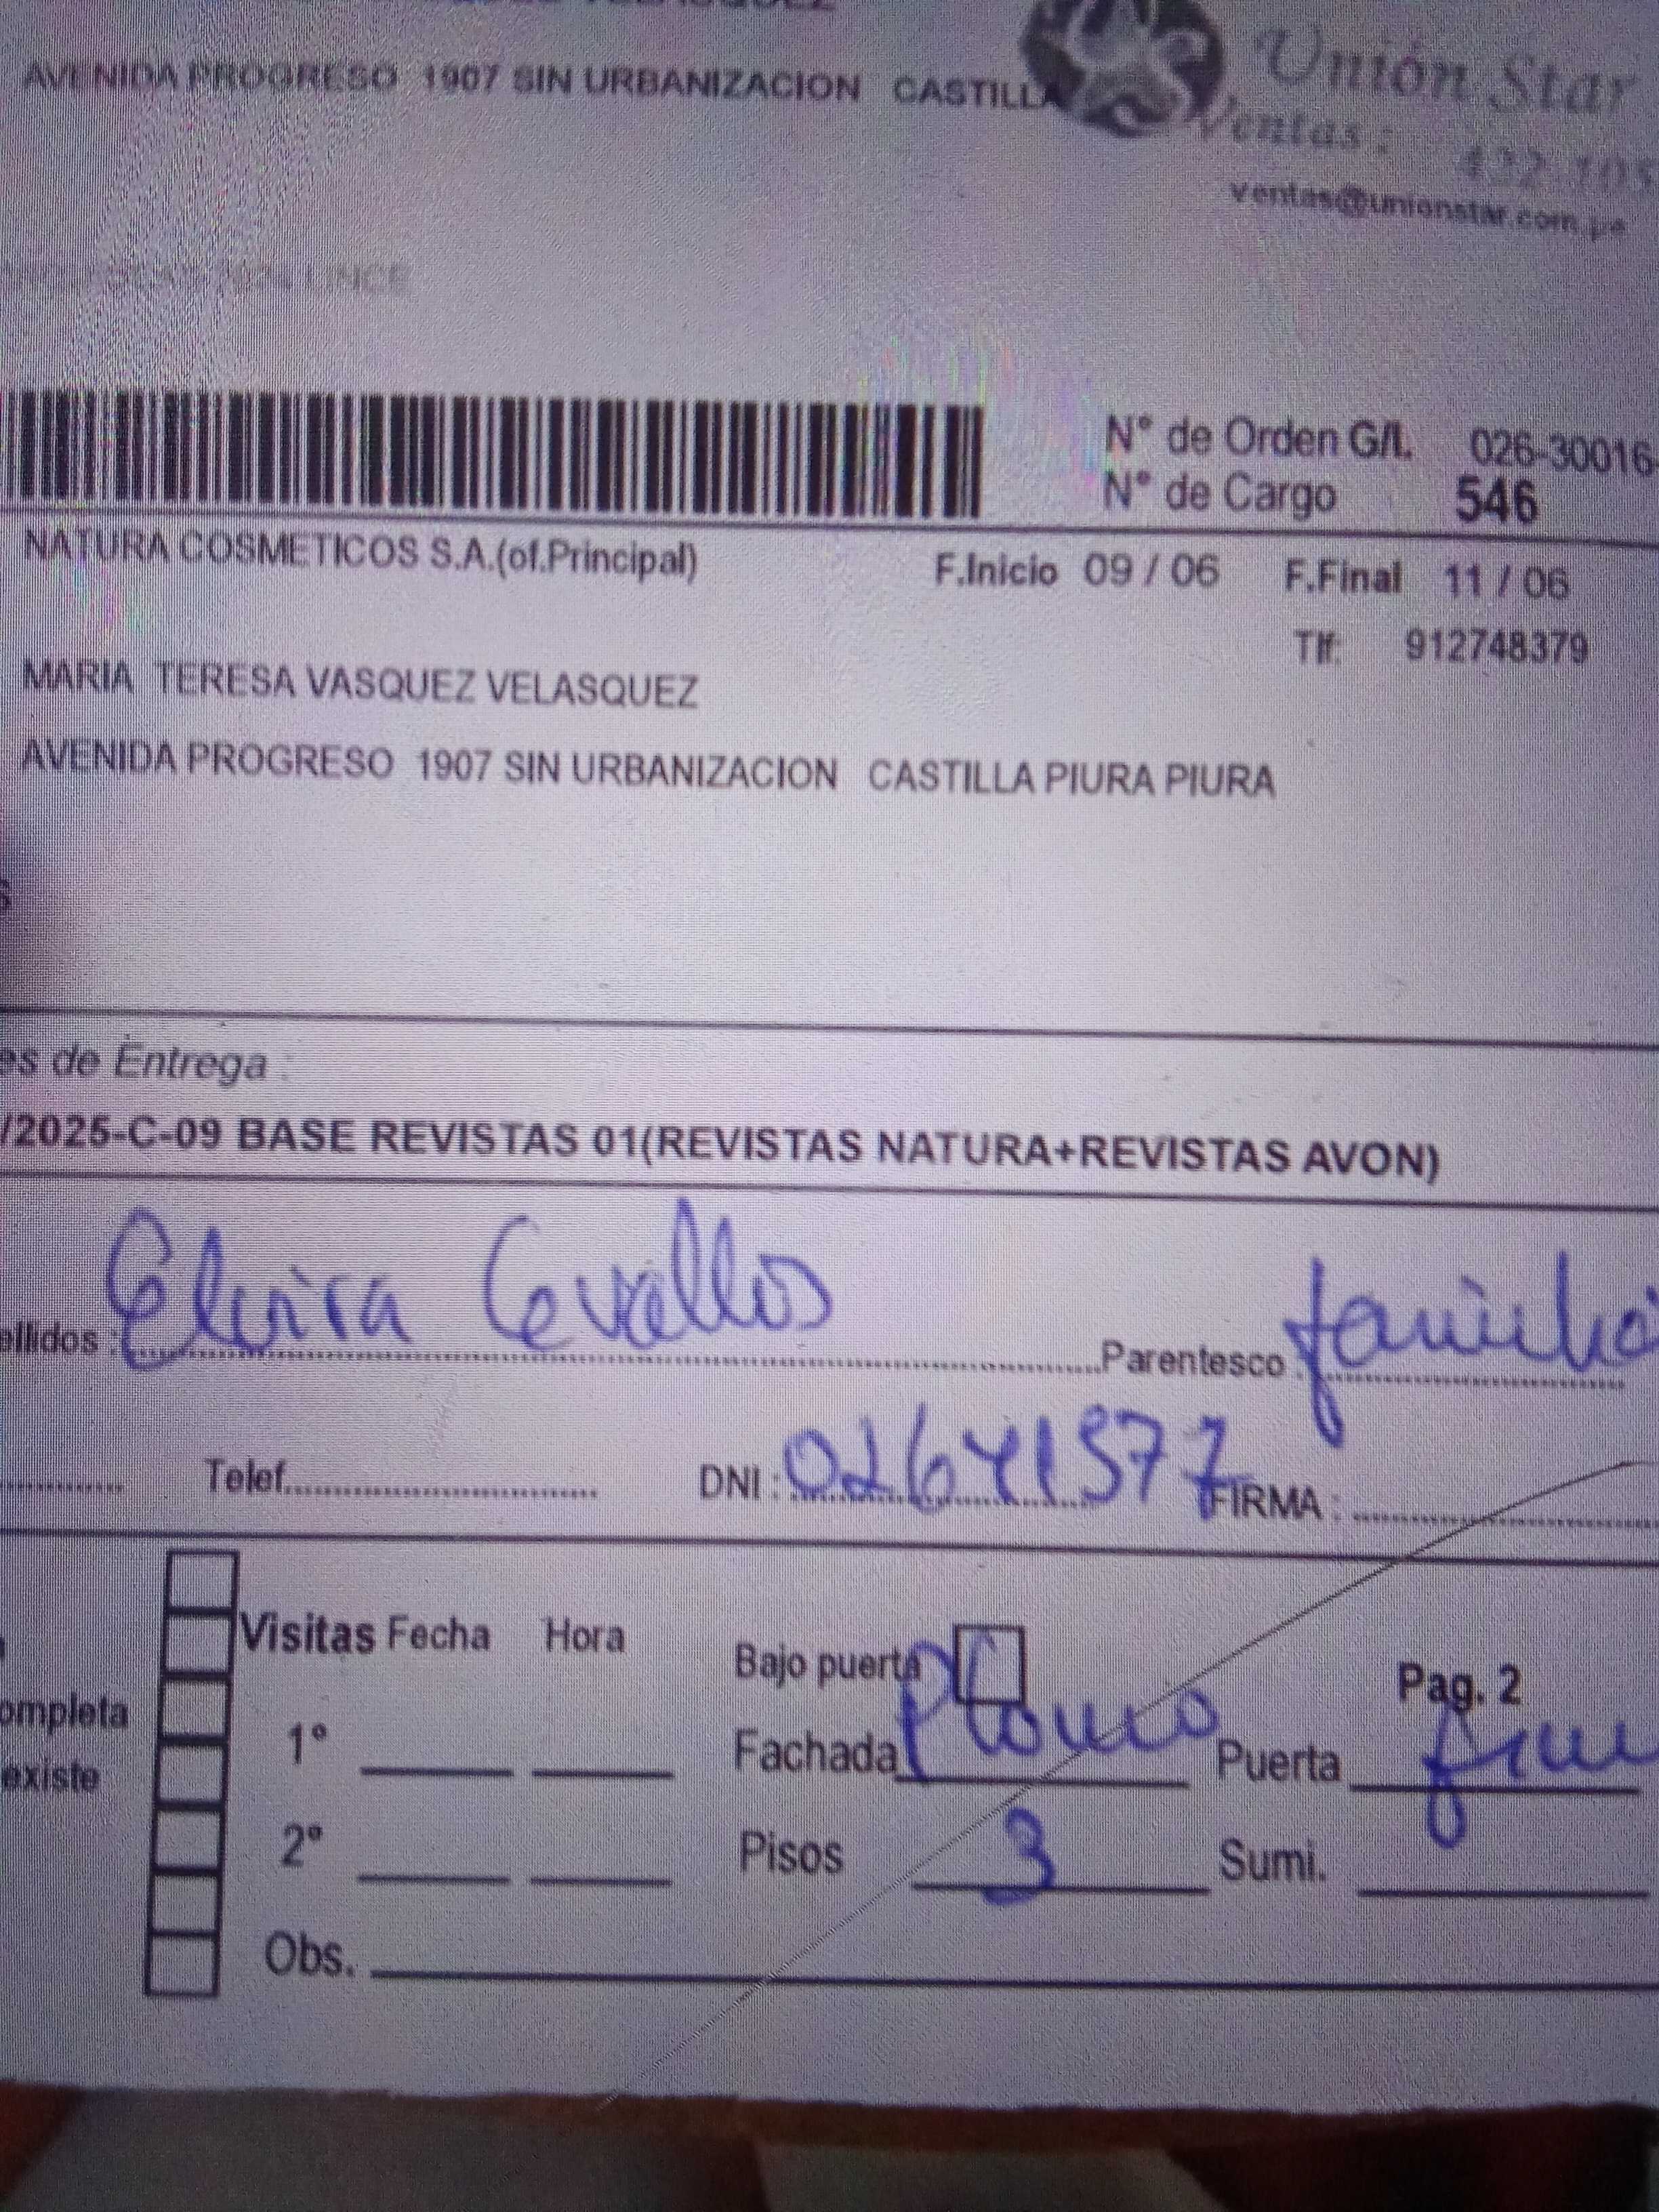 AVENIDA PROGRESO 1907 SIN URBANIZACION CASTILLA
Unión Star
Ventas :
ventas@unionstar.com.pe
LINCE
N° de Orden G/L 026-30016-
N° de Cargo 546
NATURA COSMETICOS S.A.(of.Principal) F.Inicio 09 / 06 F.Final 11 / 06
Tlf: 912748379
MARIA TERESA VASQUEZ VELASQUEZ
AVENIDA PROGRESO 1907 SIN URBANIZACION CASTILLA PIURA PIURA
es de Entrega :
/2025-C-09 BASE REVISTAS 01(REVISTAS NATURA+REVISTAS AVON)
ellidos : Elvira Cevallos Parentesco :
Telef. DNI : 02641577 FIRMA :
Visitas Fecha Hora Bajo puerta Pag. 2
ompleta 1° Fachada Plomo Puerta
existe
2° Pisos 3 Sumi.
Obs.